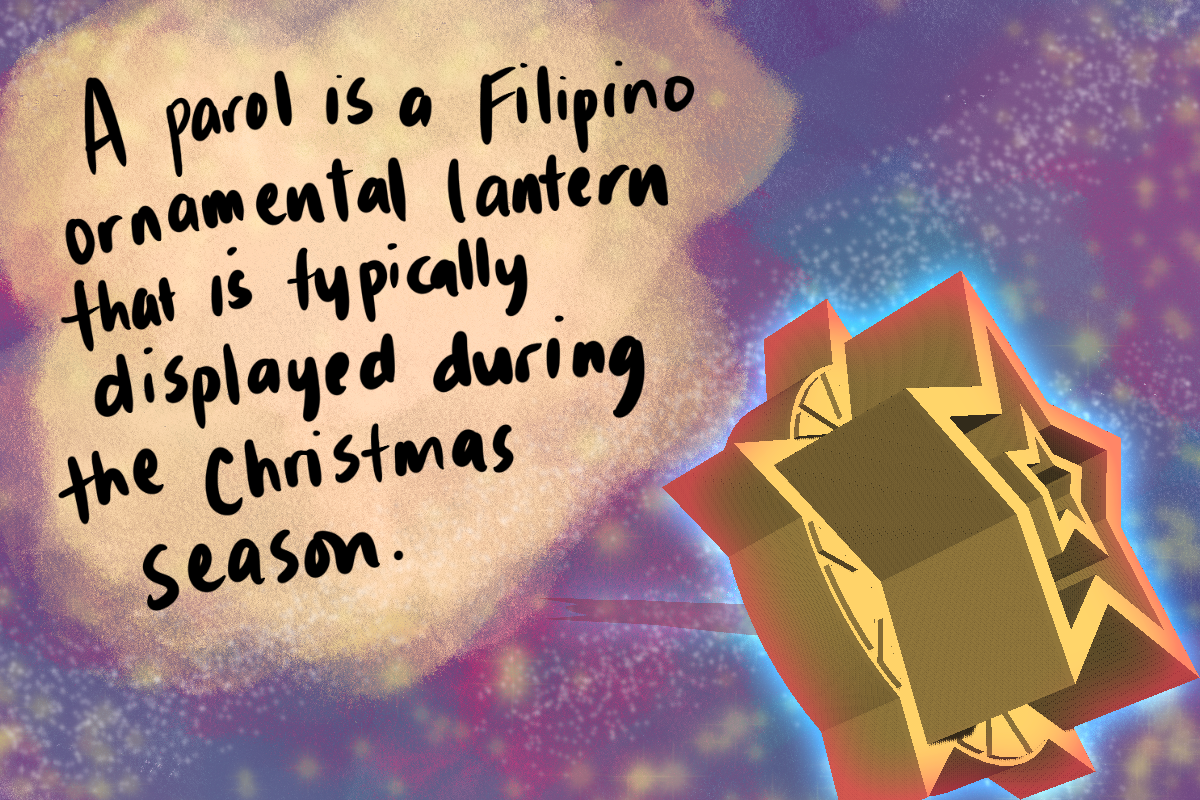 A parol is a Filipino
ornamental lantern
that is typically
displayed during
the Christmas
season.